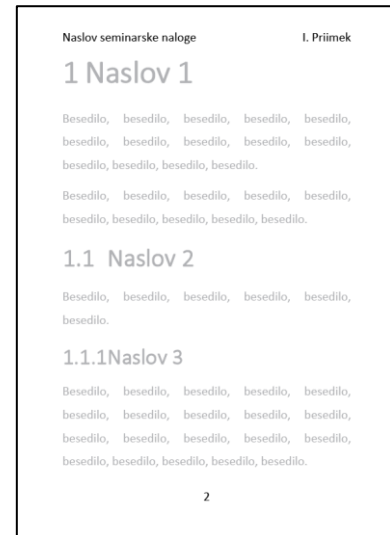 Naslov seminarske naloge I. Priimek
1 Naslov 1
Besedilo, besedilo, besedilo, besedilo, besedilo,
besedilo, besedilo, besedilo, besedilo, besedilo,
besedilo, besedilo, besedilo, besedilo.
Besedilo, besedilo, besedilo, besedilo, besedilo,
besedilo, besedilo, besedilo, besedilo, besedilo.
1.1 Naslov 2
Besedilo, besedilo, besedilo, besedilo, besedilo,
besedilo.
1.1.1Naslov 3
Besedilo, besedilo, besedilo, besedilo, besedilo,
besedilo, besedilo, besedilo, besedilo, besedilo,
besedilo, besedilo, besedilo, besedilo, besedilo,
besedilo, besedilo, besedilo, besedilo, besedilo.
2